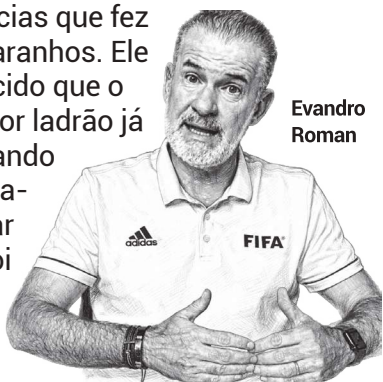 cias que fez
aranhos. Ele
cido que o
or ladrão já
ando
a-
ar
oi
Evandro
Roman
adidas
FIFA®